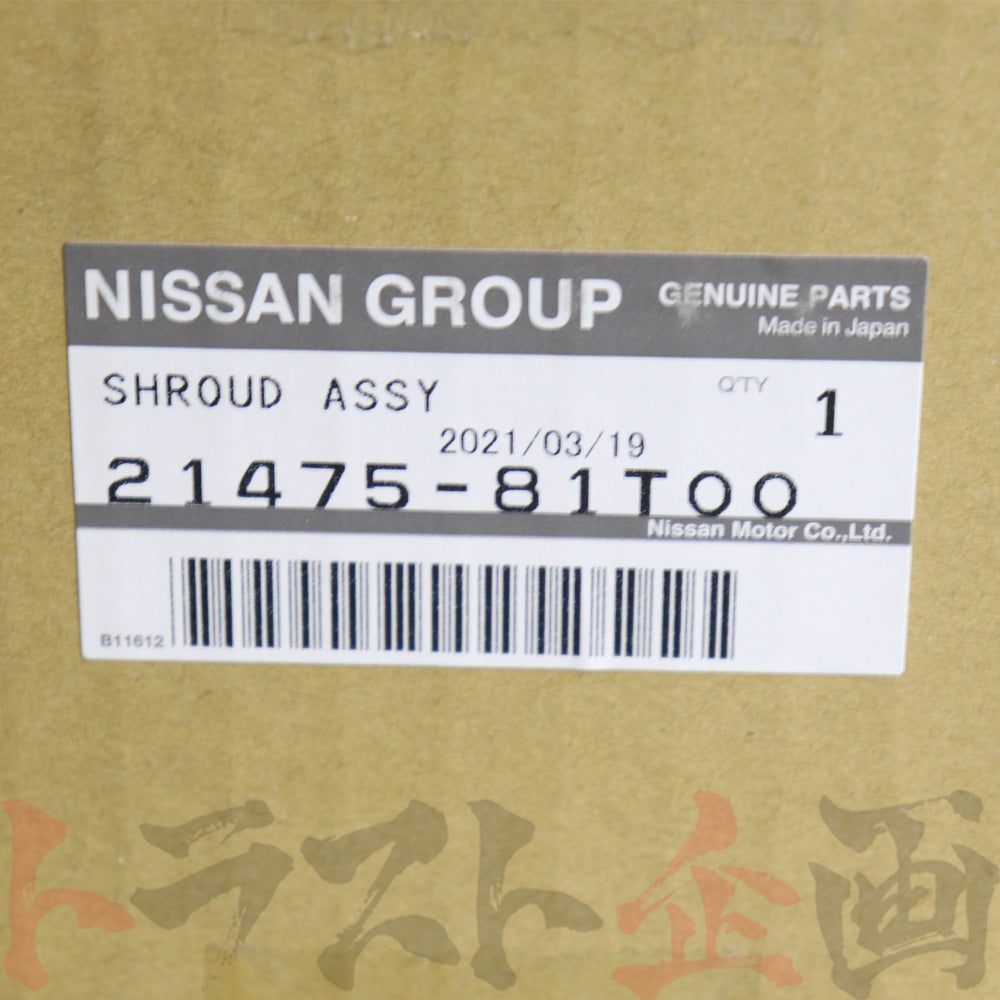 NISSAN GROUP GENUINE PARTS
Made in Japan
SHROUD ASSY Q'TY 1
2021/03/19
21475-81T00
Nissan Motor Co.,Ltd.
B11612
トラスト企画